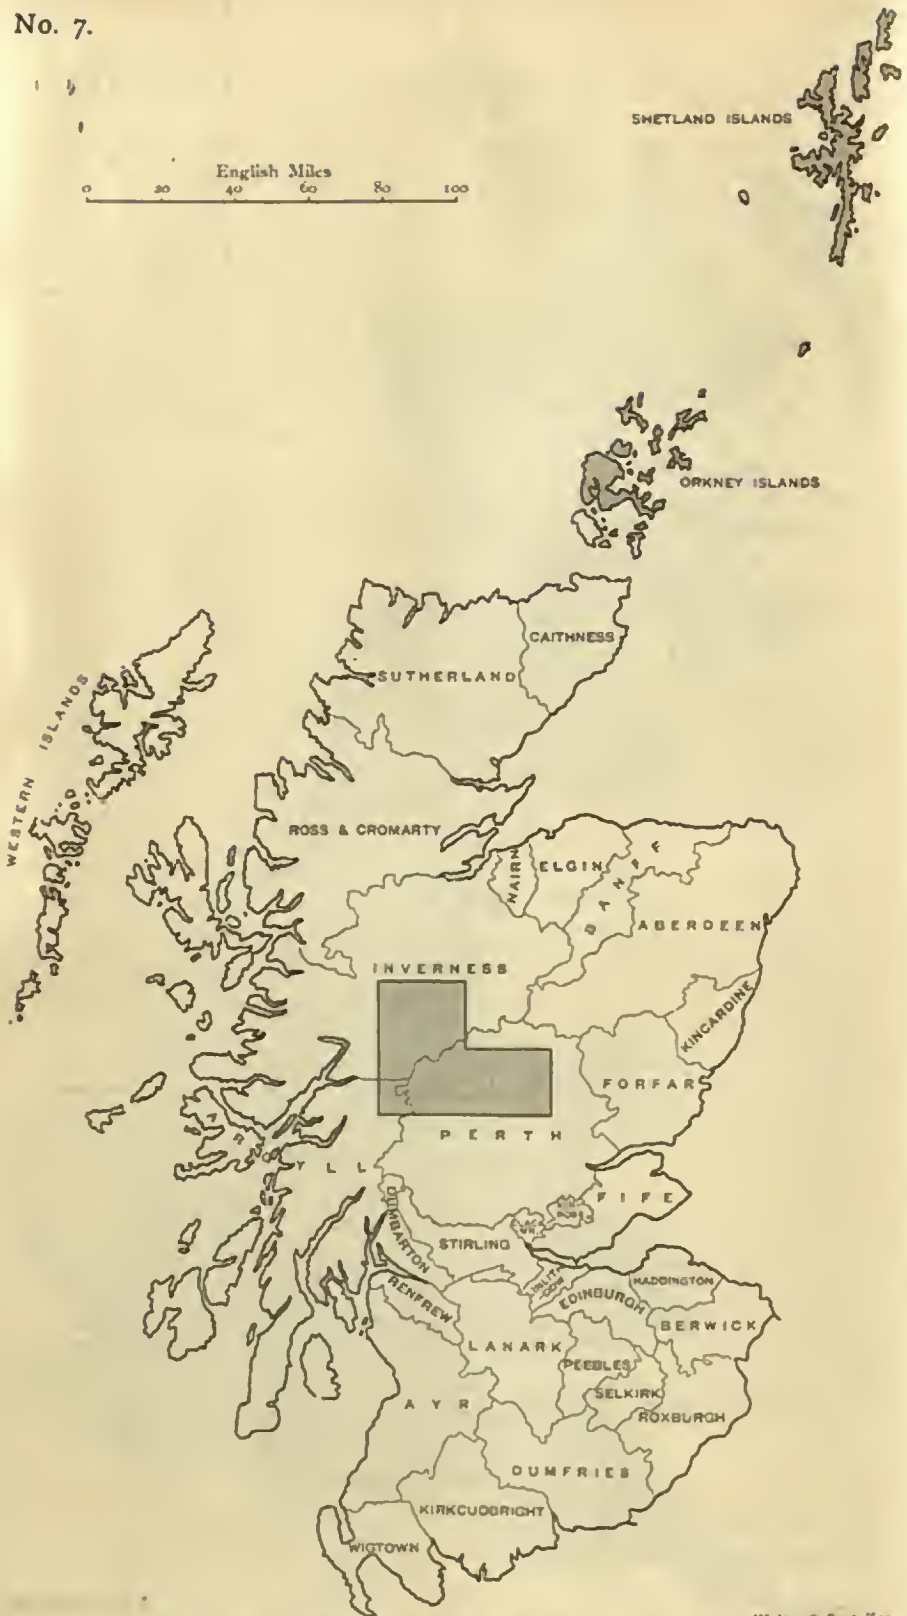 No. 7.
SHETLAND ISLANDS
English Miles
0 20 40 60 80 100
ORKNEY ISLANDS
CAITHNESS
SUTHERLAND
WESTERN ISLANDS
ROSS & CROMARTY
NAIRN
ELGIN
BANFF
ABERDEEN
INVERNESS
KINCARDINE
FORFAR
PERTH
ARGYLL
FIFE
DUMBARTON
STIRLING
LINLITHGOW
HADDINGTON
EDINBURGH
RENFREW
BERWICK
LANARK
PEEBLES
SELKIRK
AYR
ROXBURGH
DUMFRIES
KIRKCUDBRIGHT
WIGTOWN